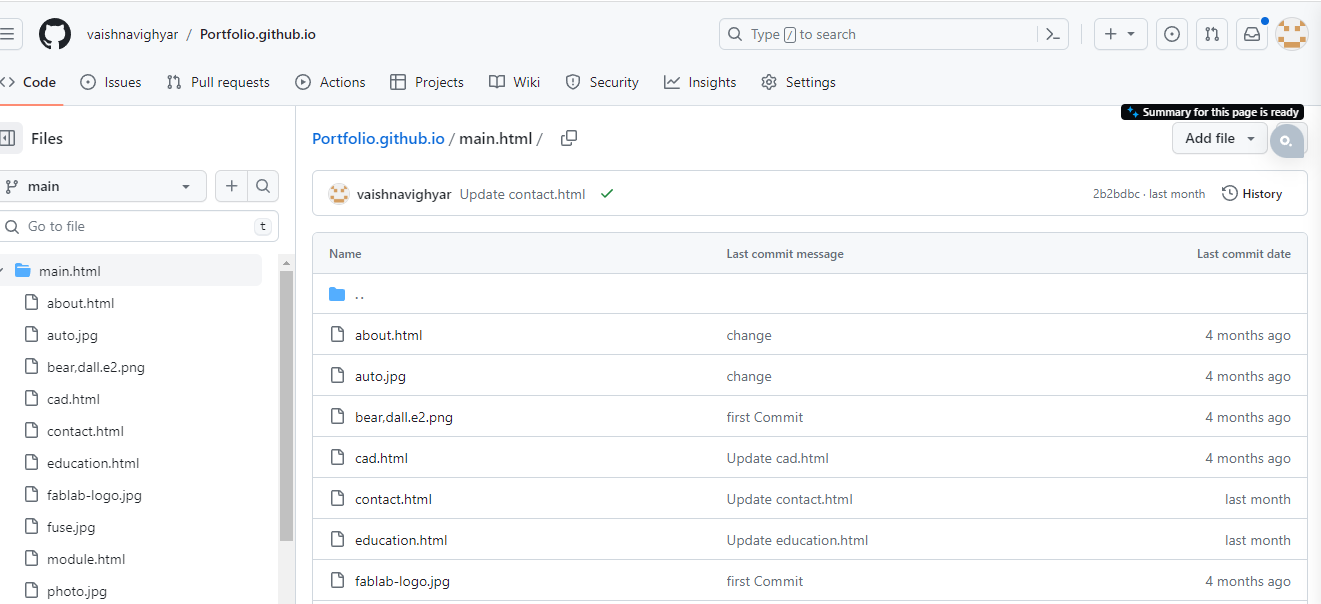 vaishnavighyar / Portfolio.github.io
Type / to search
Code
Issues
Pull requests
Actions
Projects
Wiki
Security
Insights
Settings
Summary for this page is ready
Files
Portfolio.github.io / main.html /
Add file
main
vaishnavighyar Update contact.html
2b2bdbc · last month
History
Go to file
t
Name Last commit message Last commit date
main.html
..
about.html
auto.jpg
bear,dall.e2.png
cad.html
contact.html
education.html
fablab-logo.jpg
fuse.jpg
module.html
photo.jpg
about.html change 4 months ago
auto.jpg change 4 months ago
bear,dall.e2.png first Commit 4 months ago
cad.html Update cad.html 4 months ago
contact.html Update contact.html last month
education.html Update education.html last month
fablab-logo.jpg first Commit 4 months ago